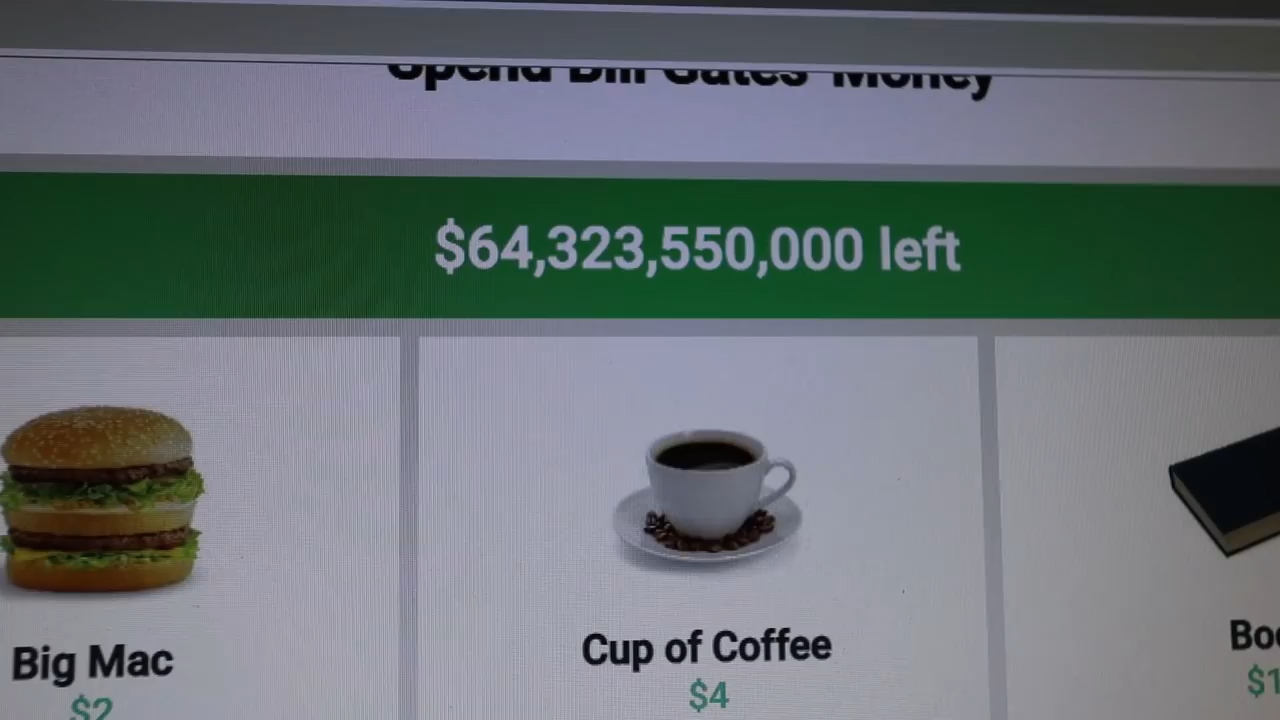 Spend Bill Gates' Money
$64,323,550,000 left
Big Mac
$2
Cup of Coffee
$4